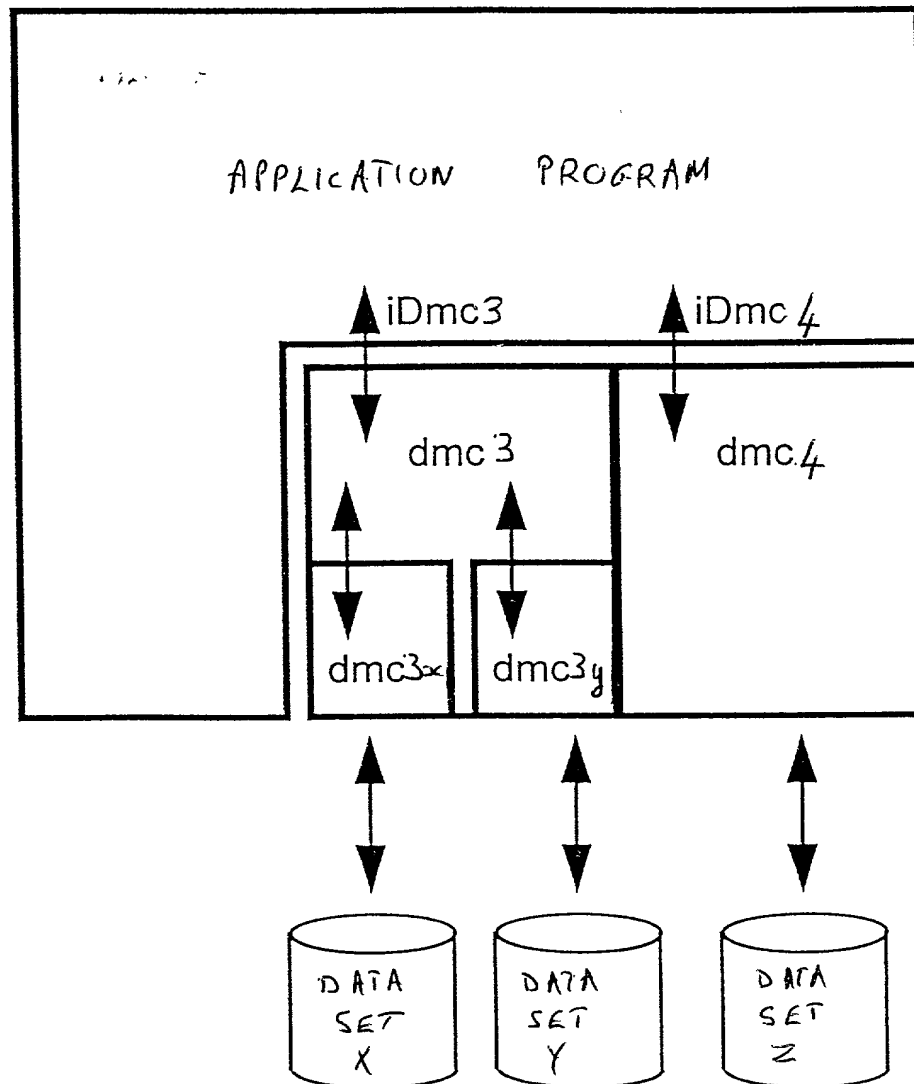 APPLICATION PROGRAM
iDmc3 iDmc4
dmc3 dmc4
dmc3x dmc3y
DATA SET X
DATA SET Y
DATA SET Z